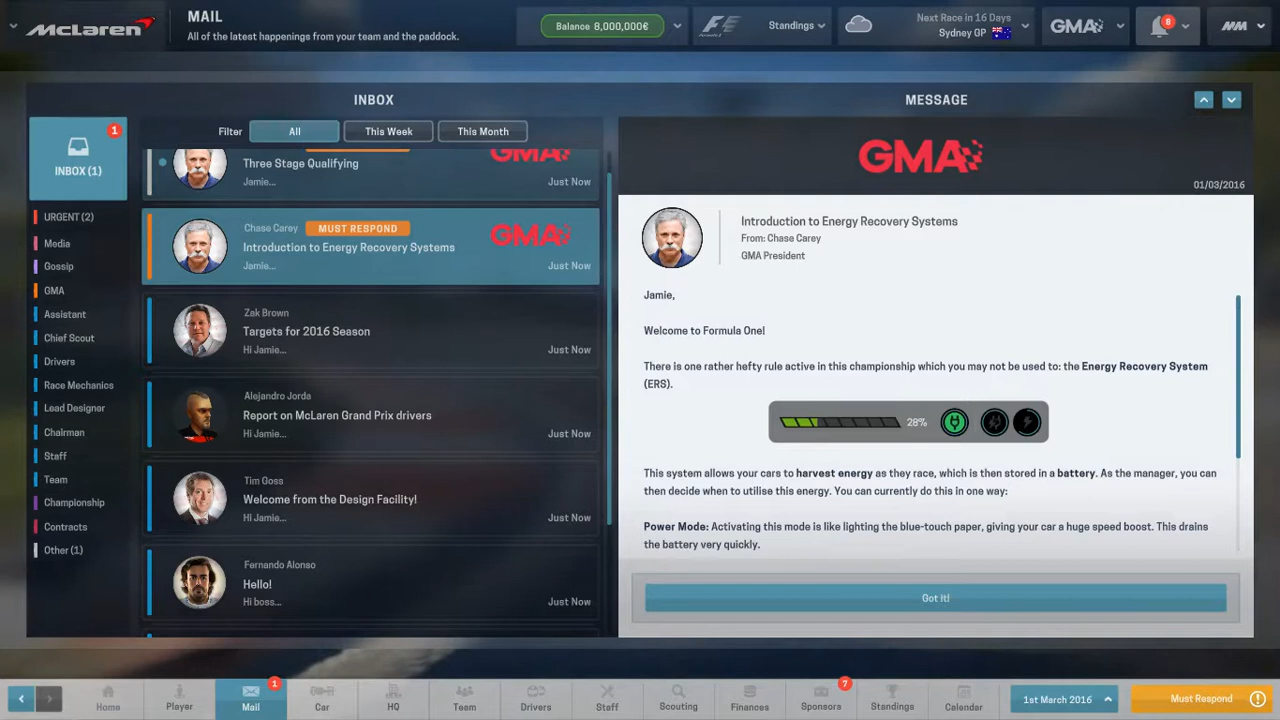 McLaren
MAIL
All of the latest happenings from your team and the paddock.
Balance 8,000,000€
Standings
Next Race in 16 Days
Sydney GP
GMA
8
INBOX
MESSAGE
Filter
All
This Week
This Month
1
INBOX (1)
URGENT (2)
Media
Gossip
GMA
Assistant
Chief Scout
Drivers
Race Mechanics
Lead Designer
Chairman
Staff
Team
Championship
Contracts
Other (1)
Three Stage Qualifying
Jamie...
Just Now
GMA
Chase Carey
MUST RESPOND
Introduction to Energy Recovery Systems
Jamie...
Just Now
GMA
Zak Brown
Targets for 2016 Season
Hi Jamie...
Just Now
Alejandro Jorda
Report on McLaren Grand Prix drivers
Hi Jamie...
Just Now
Tim Goss
Welcome from the Design Facility!
Hi Jamie...
Just Now
Fernando Alonso
Hello!
Hi boss...
Just Now
GMA
01/03/2016
Introduction to Energy Recovery Systems
From: Chase Carey
GMA President
Jamie,
Welcome to Formula One!
There is one rather hefty rule active in this championship which you may not be used to: the Energy Recovery System
(ERS).
28%
This system allows your cars to harvest energy as they race, which is then stored in a battery. As the manager, you can
then decide when to utilise this energy. You can currently do this in one way:
Power Mode: Activating this mode is like lighting the blue-touch paper, giving your car a huge speed boost. This drains
the battery very quickly.
Got It!
Home
Player
Mail
1
Car
HQ
Team
Drivers
Staff
Scouting
Finances
Sponsors
7
Standings
Calendar
1st March 2016
Must Respond